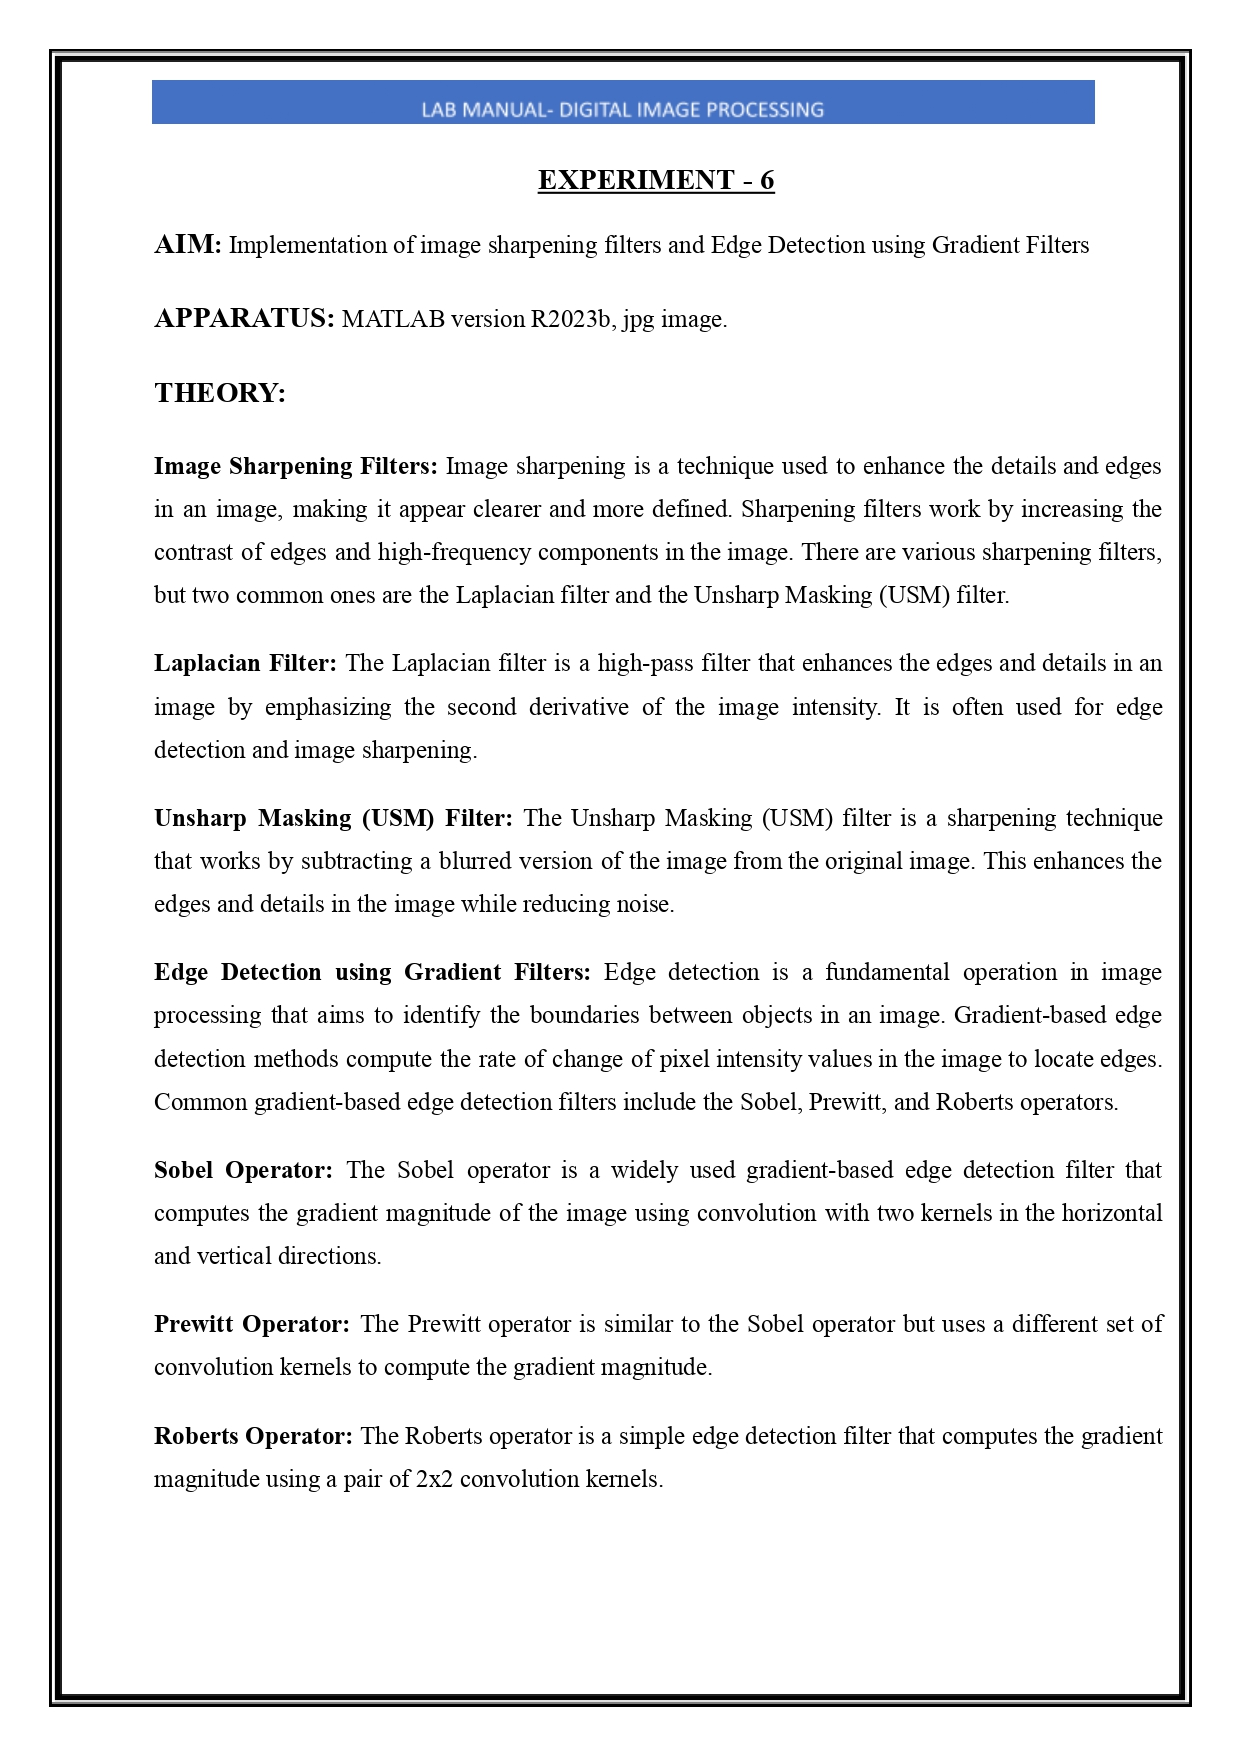 LAB MANUAL- DIGITAL IMAGE PROCESSING
EXPERIMENT - 6
AIM: Implementation of image sharpening filters and Edge Detection using Gradient Filters
APPARATUS: MATLAB version R2023b, jpg image.
THEORY:
Image Sharpening Filters: Image sharpening is a technique used to enhance the details and edges
in an image, making it appear clearer and more defined. Sharpening filters work by increasing the
contrast of edges and high-frequency components in the image. There are various sharpening filters,
but two common ones are the Laplacian filter and the Unsharp Masking (USM) filter.
Laplacian Filter: The Laplacian filter is a high-pass filter that enhances the edges and details in an
image by emphasizing the second derivative of the image intensity. It is often used for edge
detection and image sharpening.
Unsharp Masking (USM) Filter: The Unsharp Masking (USM) filter is a sharpening technique
that works by subtracting a blurred version of the image from the original image. This enhances the
edges and details in the image while reducing noise.
Edge Detection using Gradient Filters: Edge detection is a fundamental operation in image
processing that aims to identify the boundaries between objects in an image. Gradient-based edge
detection methods compute the rate of change of pixel intensity values in the image to locate edges.
Common gradient-based edge detection filters include the Sobel, Prewitt, and Roberts operators.
Sobel Operator: The Sobel operator is a widely used gradient-based edge detection filter that
computes the gradient magnitude of the image using convolution with two kernels in the horizontal
and vertical directions.
Prewitt Operator: The Prewitt operator is similar to the Sobel operator but uses a different set of
convolution kernels to compute the gradient magnitude.
Roberts Operator: The Roberts operator is a simple edge detection filter that computes the gradient
magnitude using a pair of 2x2 convolution kernels.